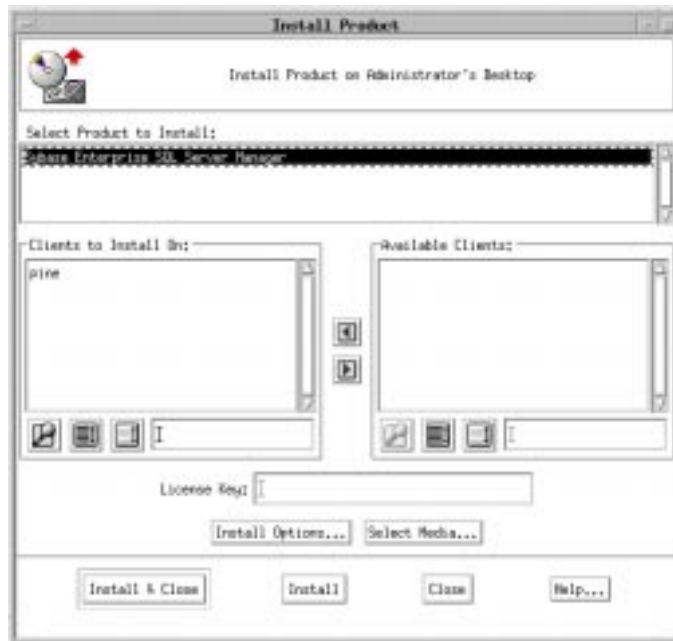 Install Product
Install Product on Administrator's Desktop
Select Product to Install:
Sybase Enterprise SQL Server Manager
Clients to Install On:
Available Clients:
pine
License Key:
Install Options...
Select Media...
Install & Close
Install
Close
Help...